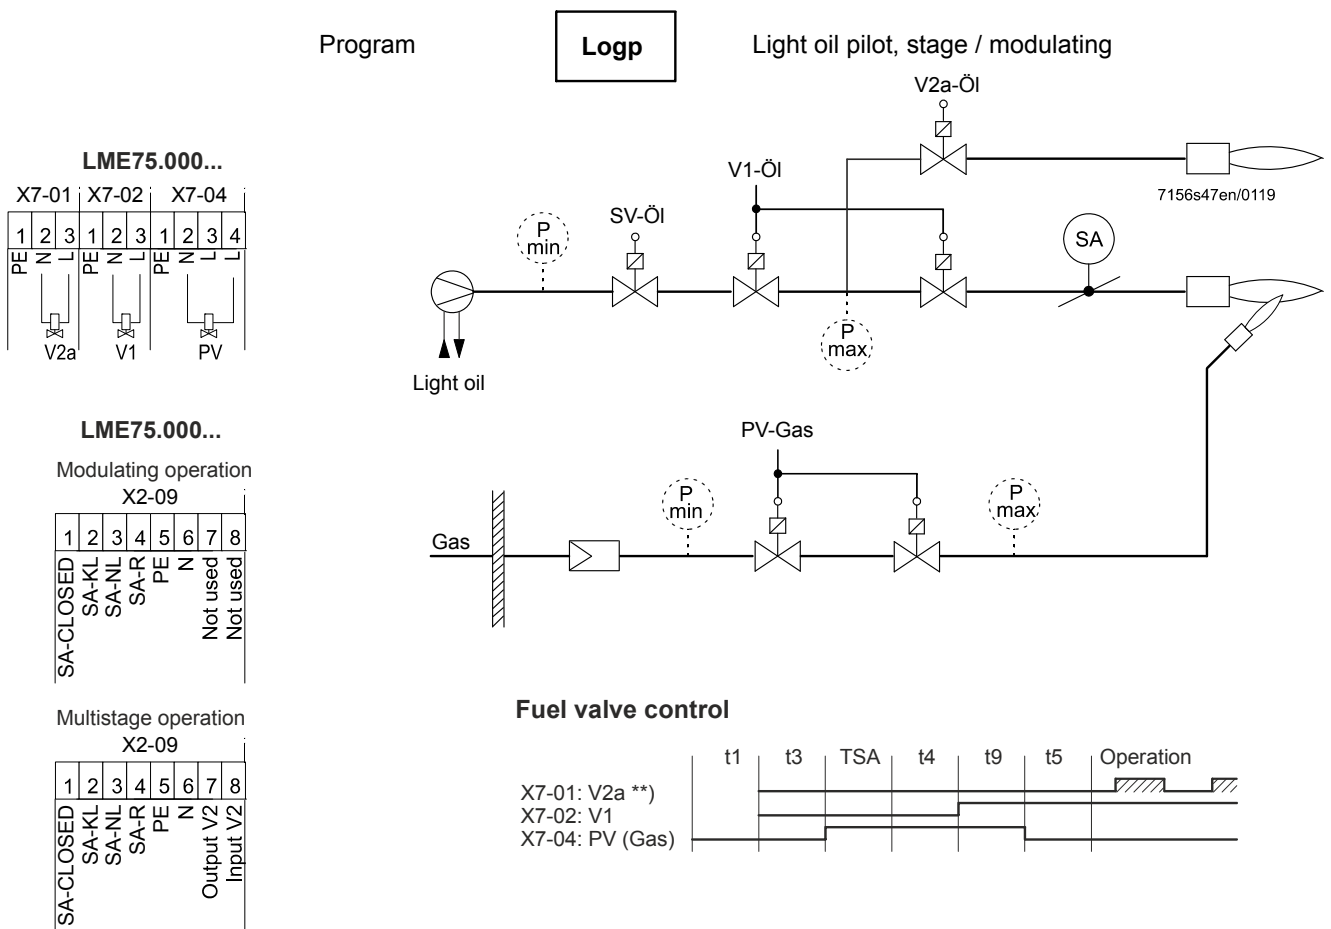 Program
Logp
Light oil pilot, stage / modulating
V2a-Öl
LME75.000...
X7-01 X7-02 X7-04
1 2 3 1 2 3 1 2 3 4
PE N L PE N L PE N L L
V2a V1 PV
V1-Öl
7156s47en/0119
SV-Öl
P min
SA
P max
Light oil
LME75.000...
Modulating operation
X2-09
1 2 3 4 5 6 7 8
SA-CLOSED
SA-KL
SA-NL
SA-R
PE
N
Not used
Not used
PV-Gas
P min
P max
Gas
Multistage operation
X2-09
1 2 3 4 5 6 7 8
SA-CLOSED
SA-KL
SA-NL
SA-R
PE
N
Output V2
Input V2
Fuel valve control
t1 t3 TSA t4 t9 t5 Operation
X7-01: V2a **)
X7-02: V1
X7-04: PV (Gas)